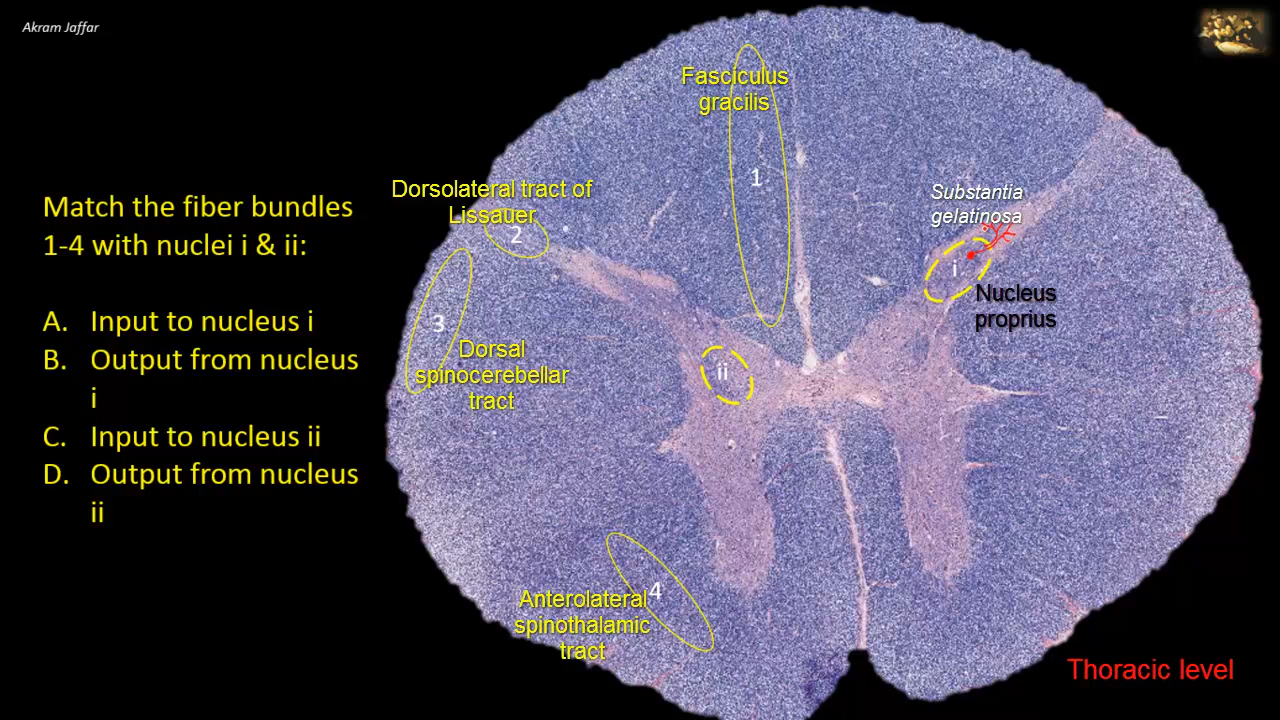 Akram Jaffar
Match the fiber bundles
1-4 with nuclei i & ii:
A. Input to nucleus i
B. Output from nucleus
i
C. Input to nucleus ii
D. Output from nucleus
ii
Fasciculus
gracilis
1
Dorsolateral tract of
Lissauer
2
3
Dorsal
spinocerebellar
tract
Substantia
gelatinosa
i
Nucleus
proprius
ii
4
Anterolateral
spinothalamic
tract
Thoracic level